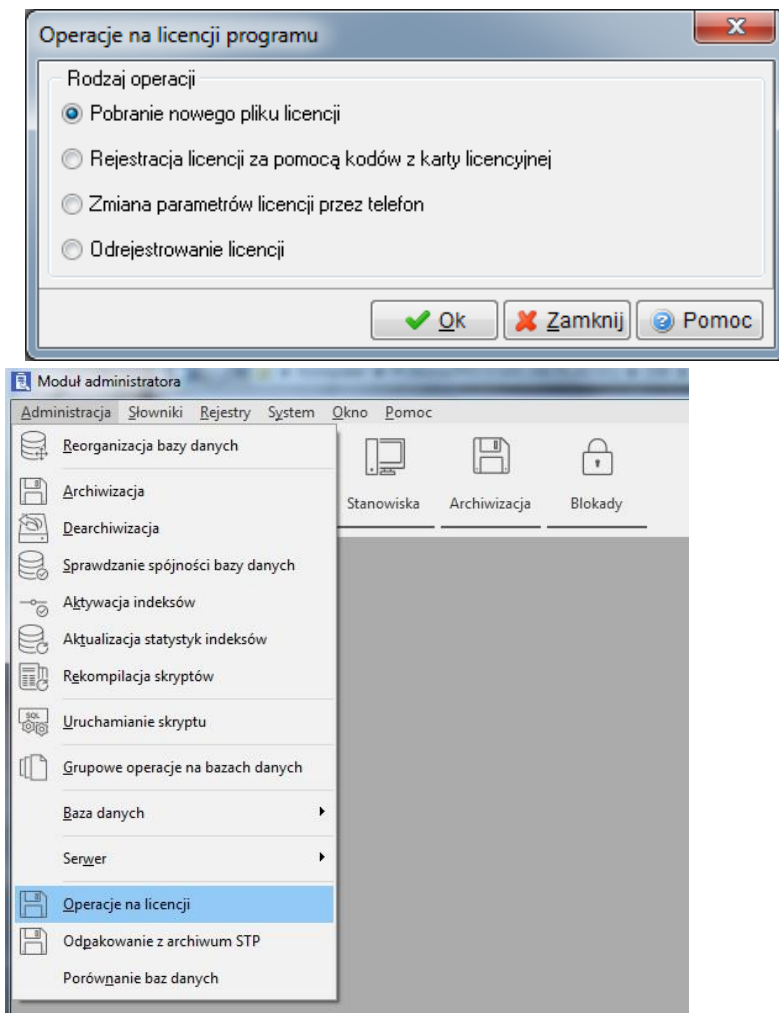 Operacje na licencji programu
Rodzaj operacji
Pobranie nowego pliku licencji
Rejestracja licencji za pomocą kodów z karty licencyjnej
Zmiana parametrów licencji przez telefon
Odrejestrowanie licencji
Ok Zamknij Pomoc
Moduł administratora
Administracja Słowniki Rejestry System Okno Pomoc
Reorganizacja bazy danych
Archiwizacja
Dearchiwizacja
Sprawdzanie spójności bazy danych
Aktywacja indeksów
Aktualizacja statystyk indeksów
Rekompilacja skryptów
SQL
Uruchamianie skryptu
Grupowe operacje na bazach danych
Baza danych
Serwer
Operacje na licencji
Odpakowanie z archiwum STP
Porównanie baz danych
Stanowiska Archiwizacja Blokady